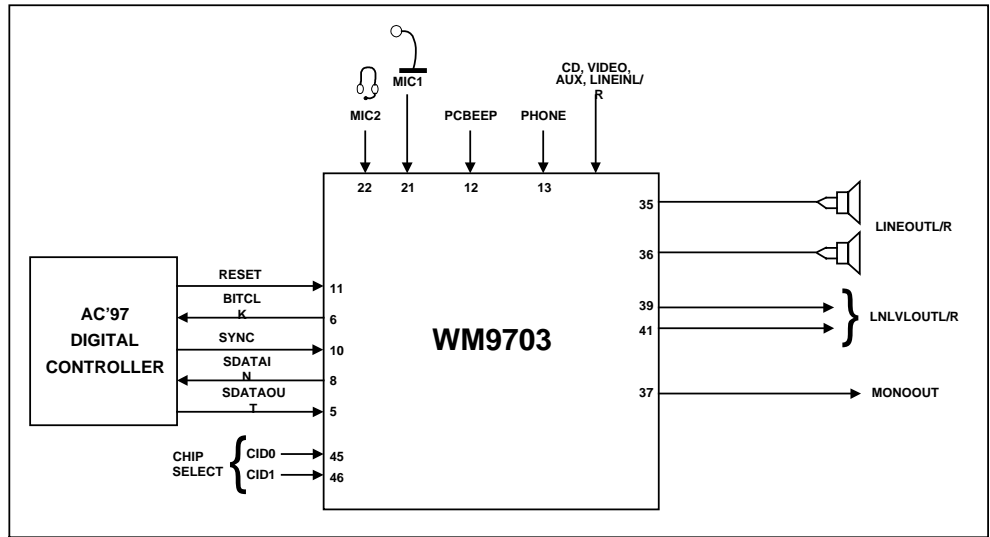 CD, VIDEO,
AUX, LINEINL/
R
MIC1
MIC2
PCBEEP
PHONE
22
21
12
13
35
LINEOUTL/R
36
AC'97
DIGITAL
CONTROLLER
RESET
11
BITCL
K
6
SYNC
10
SDATAI
N
8
SDATAOU
T
5
WM9703
39
LNLVLOUTL/R
41
37
MONOOUT
CHIP
SELECT
{
CID0
45
CID1
46
}